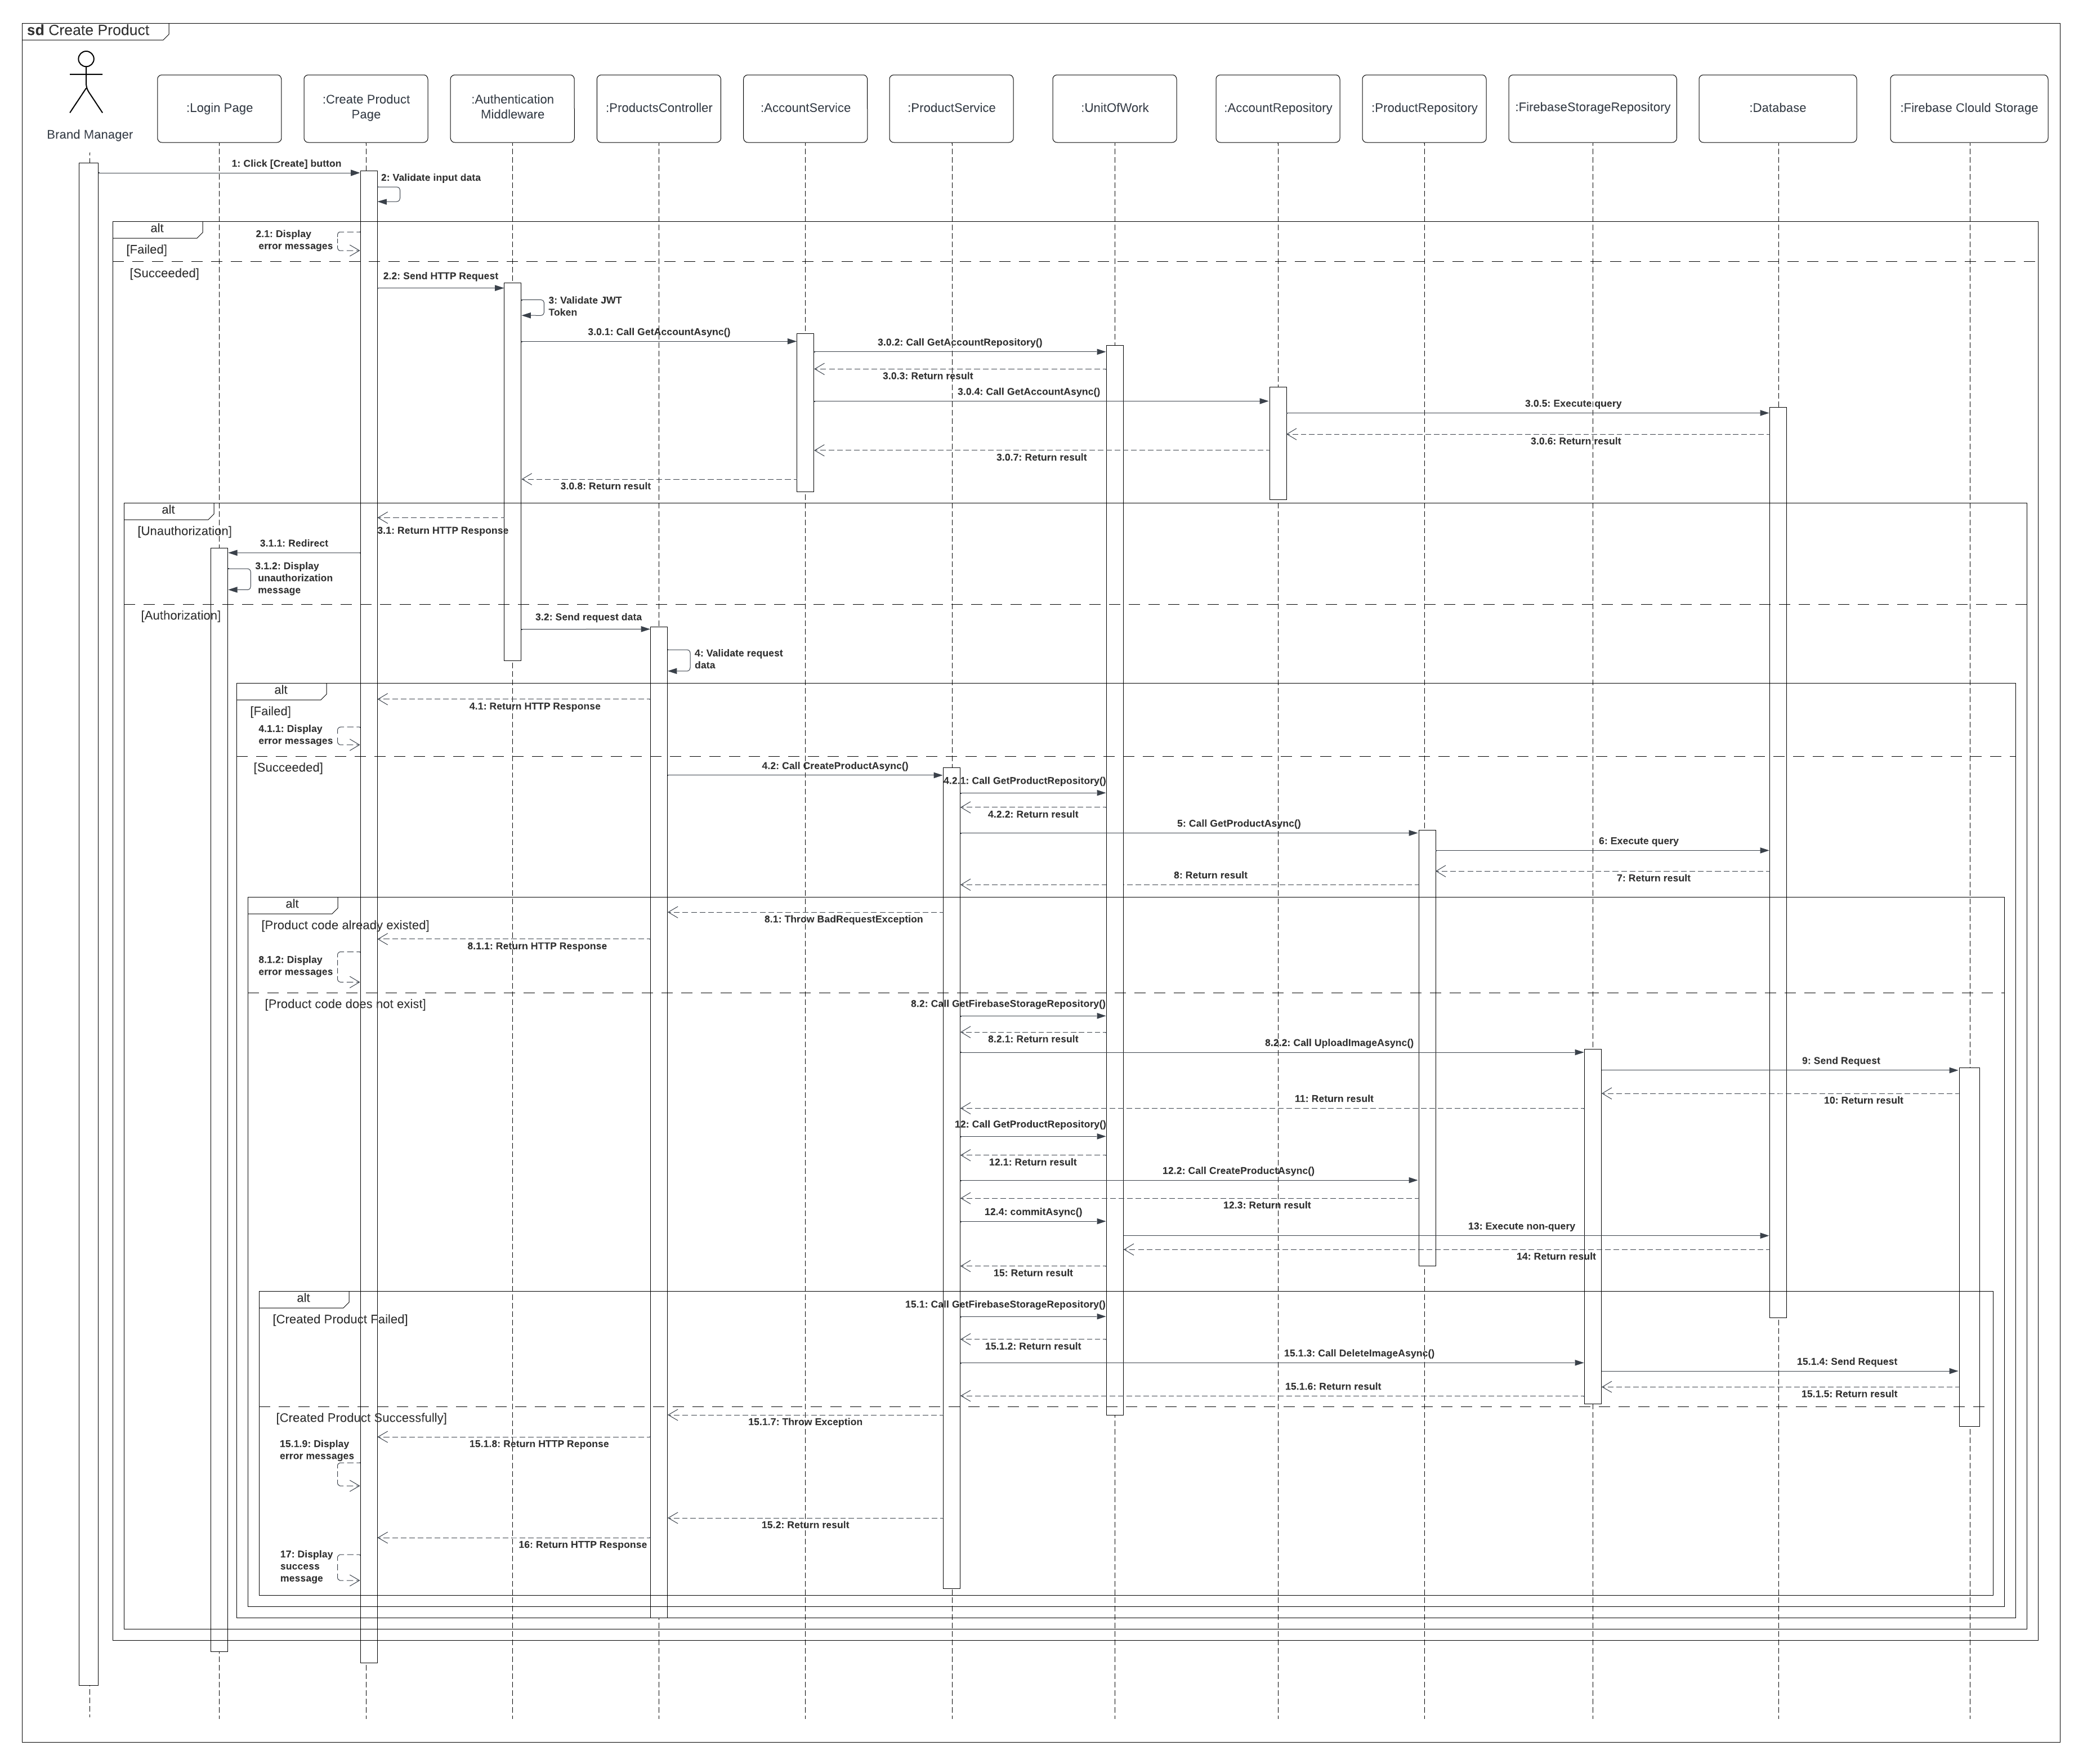 sd Create Product
Brand Manager
:Login Page
:Create Product
Page
:Authentication
Middleware
:ProductsController
:AccountService
:ProductService
:UnitOfWork
:AccountRepository
:ProductRepository
:FirebaseStorageRepository
:Database
:Firebase Clould Storage
1: Click [Create] button
2: Validate input data
alt
2.1: Display
error messages
[Failed]
[Succeeded]
2.2: Send HTTP Request
3: Validate JWT
Token
3.0.1: Call GetAccountAsync()
3.0.2: Call GetAccountRepository()
3.0.3: Return result
3.0.4: Call GetAccountAsync()
3.0.5: Execute query
3.0.6: Return result
3.0.7: Return result
3.0.8: Return result
alt
[Unauthorization]
3.1: Return HTTP Response
3.1.1: Redirect
3.1.2: Display
unauthorization
message
[Authorization]
3.2: Send request data
4: Validate request
data
alt
4.1: Return HTTP Response
[Failed]
4.1.1: Display
error messages
[Succeeded]
4.2: Call CreateProductAsync()
4.2.1: Call GetProductRepository()
4.2.2: Return result
5: Call GetProductAsync()
6: Execute query
7: Return result
8: Return result
alt
8.1: Throw BadRequestException
[Product code already existed]
8.1.1: Return HTTP Response
8.1.2: Display
error messages
[Product code does not exist]
8.2: Call GetFirebaseStorageRepository()
8.2.1: Return result
8.2.2: Call UploadImageAsync()
9: Send Request
10: Return result
11: Return result
12: Call GetProductRepository()
12.1: Return result
12.2: Call CreateProductAsync()
12.3: Return result
12.4: commitAsync()
13: Execute non-query
14: Return result
15: Return result
alt
15.1: Call GetFirebaseStorageRepository()
[Created Product Failed]
15.1.2: Return result
15.1.3: Call DeleteImageAsync()
15.1.4: Send Request
15.1.5: Return result
15.1.6: Return result
[Created Product Successfully]
15.1.7: Throw Exception
15.1.8: Return HTTP Reponse
15.1.9: Display
error messages
15.2: Return result
16: Return HTTP Response
17: Display
success
message